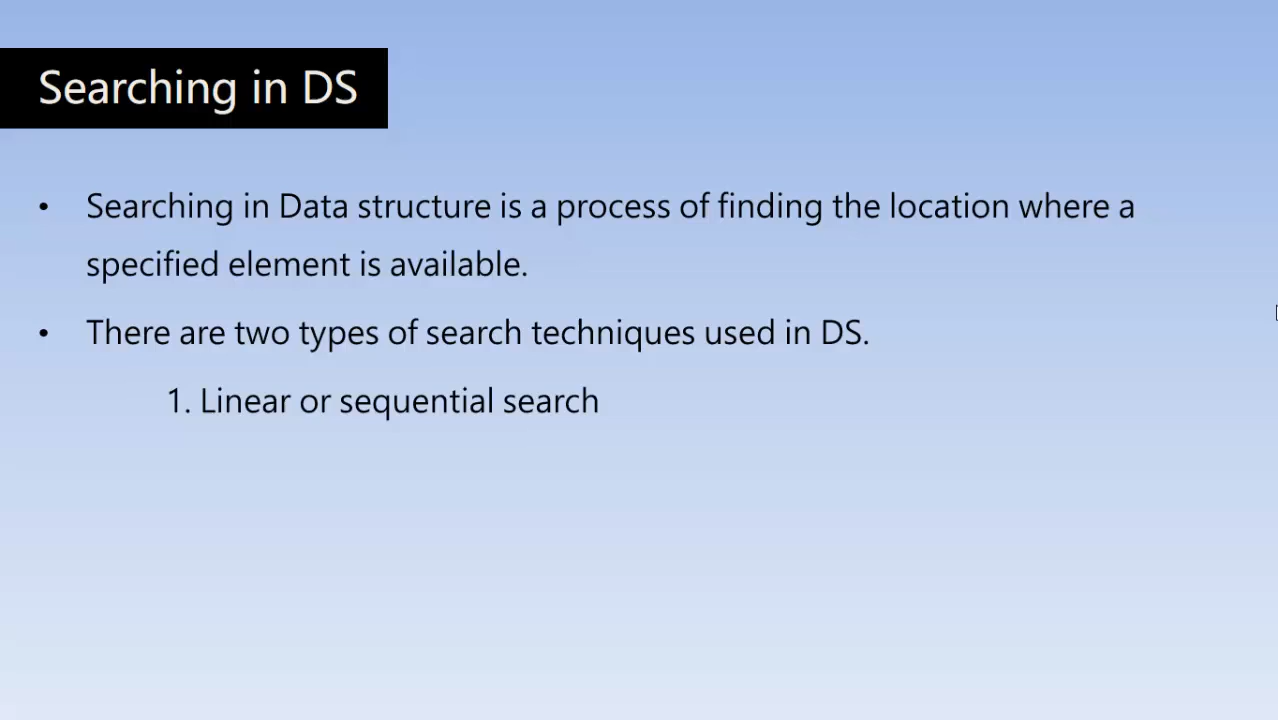 Searching in DS
• Searching in Data structure is a process of finding the location where a
specified element is available.
• There are two types of search techniques used in DS.
1. Linear or sequential search